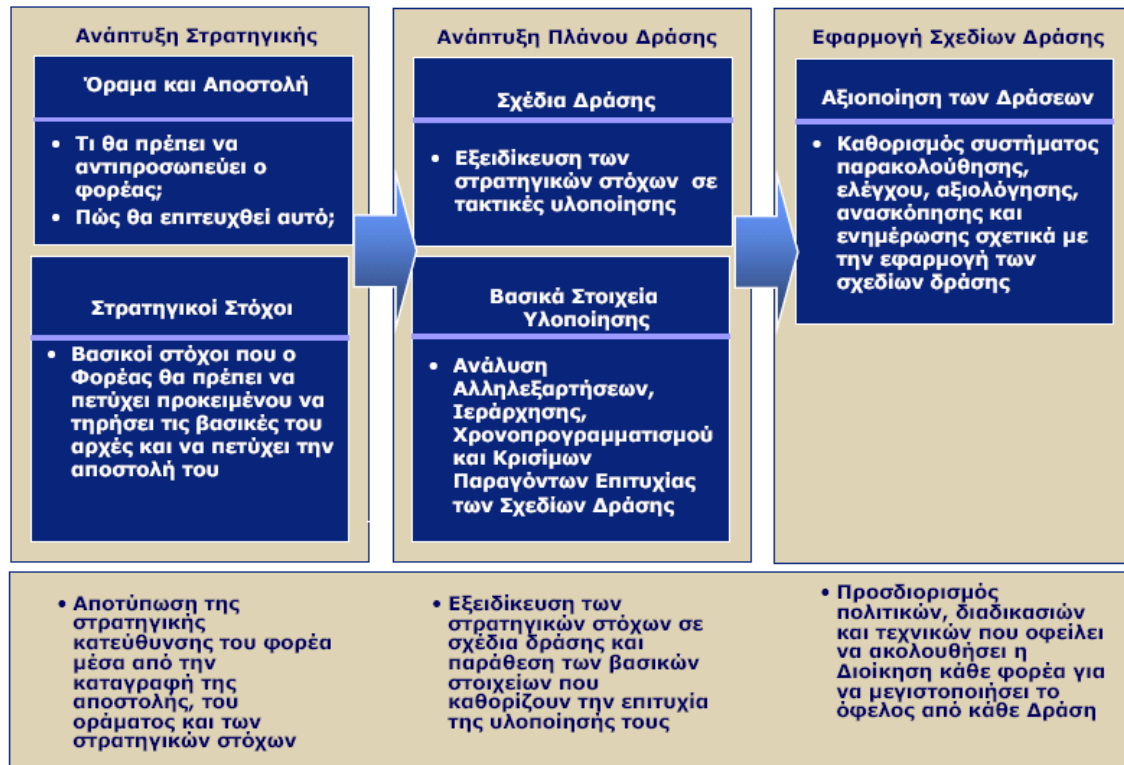 Ανάπτυξη Στρατηγικής
Όραμα και Αποστολή
• Τι θα πρέπει να
αντιπροσωπεύει ο
φορέας;
• Πώς θα επιτευχθεί αυτό;
Στρατηγικοί Στόχοι
• Βασικοί στόχοι που ο
Φορέας θα πρέπει να
πετύχει προκειμένου να
τηρήσει τις βασικές του
αρχές και να πετύχει την
αποστολή του
Ανάπτυξη Πλάνου Δράσης
Σχέδια Δράσης
• Εξειδίκευση των
στρατηγικών στόχων σε
τακτικές υλοποίησης
Βασικά Στοιχεία
Υλοποίησης
• Ανάλυση
Αλληλεξαρτήσεων,
Ιεράρχησης,
Χρονοπρογραμματισμού
και Κρισίμων
Παραγόντων Επιτυχίας
των Σχεδίων Δράσης
Εφαρμογή Σχεδίων Δράσης
Αξιοποίηση των Δράσεων
• Καθορισμός συστήματος
παρακολούθησης,
ελέγχου, αξιολόγησης,
ανασκόπησης και
ενημέρωσης σχετικά με
την εφαρμογή των
σχεδίων δράσης
• Αποτύπωση της
στρατηγικής
κατεύθυνσης του φορέα
μέσα από την
καταγραφή της
αποστολής, του
οράματος και των
στρατηγικών στόχων
• Εξειδίκευση των
στρατηγικών στόχων σε
σχέδια δράσης και
παράθεση των βασικών
στοιχείων που
καθορίζουν την επιτυχία
της υλοποίησής τους
• Προσδιορισμός
πολιτικών, διαδικασιών
και τεχνικών που οφείλει
να ακολουθήσει η
Διοίκηση κάθε φορέα για
να μεγιστοποιήσει το
όφελος από κάθε Δράση